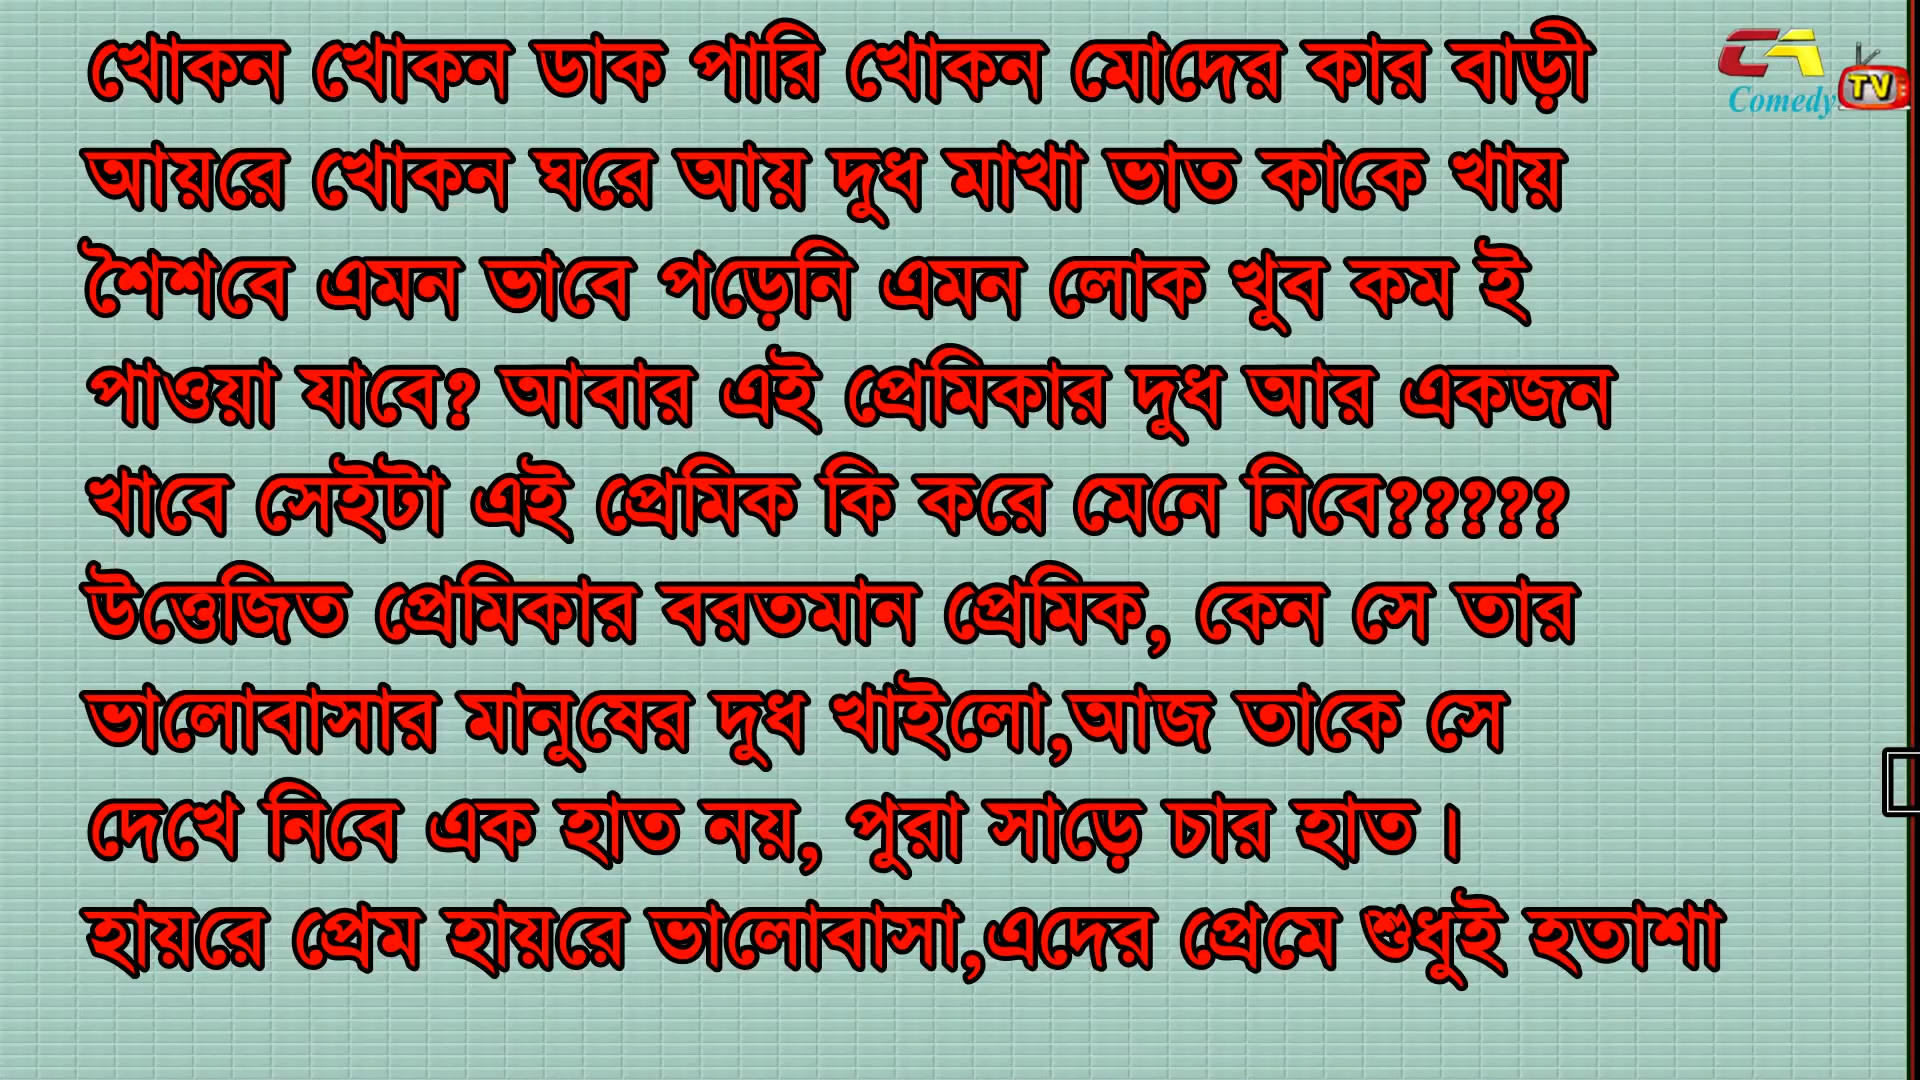 খোকন খোকন ডাক পারি খোকন মোদের কার বাড়ী
আয়রে খোকন ঘরে আয় দুধ মাখা ভাত কাকে খায়
শৈশবে এমন ভাবে পড়েনি এমন লোক খুব কম ই
পাওয়া যাবে? আবার এই প্রেমিকার দুধ আর একজন
খাবে সেইটা এই প্রেমিক কি করে মেনে নিবে?????
উত্তেজিত প্রেমিকার বরতমান প্রেমিক, কেন সে তার
ভালোবাসার মানুষের দুধ খাইলো,আজ তাকে সে
দেখে নিবে এক হাত নয়, পুরা সাড়ে চার হাত।
হায়রে প্রেম হায়রে ভালোবাসা,এদের প্রেমে শুধুই হতাশা
CA
Comedy TV